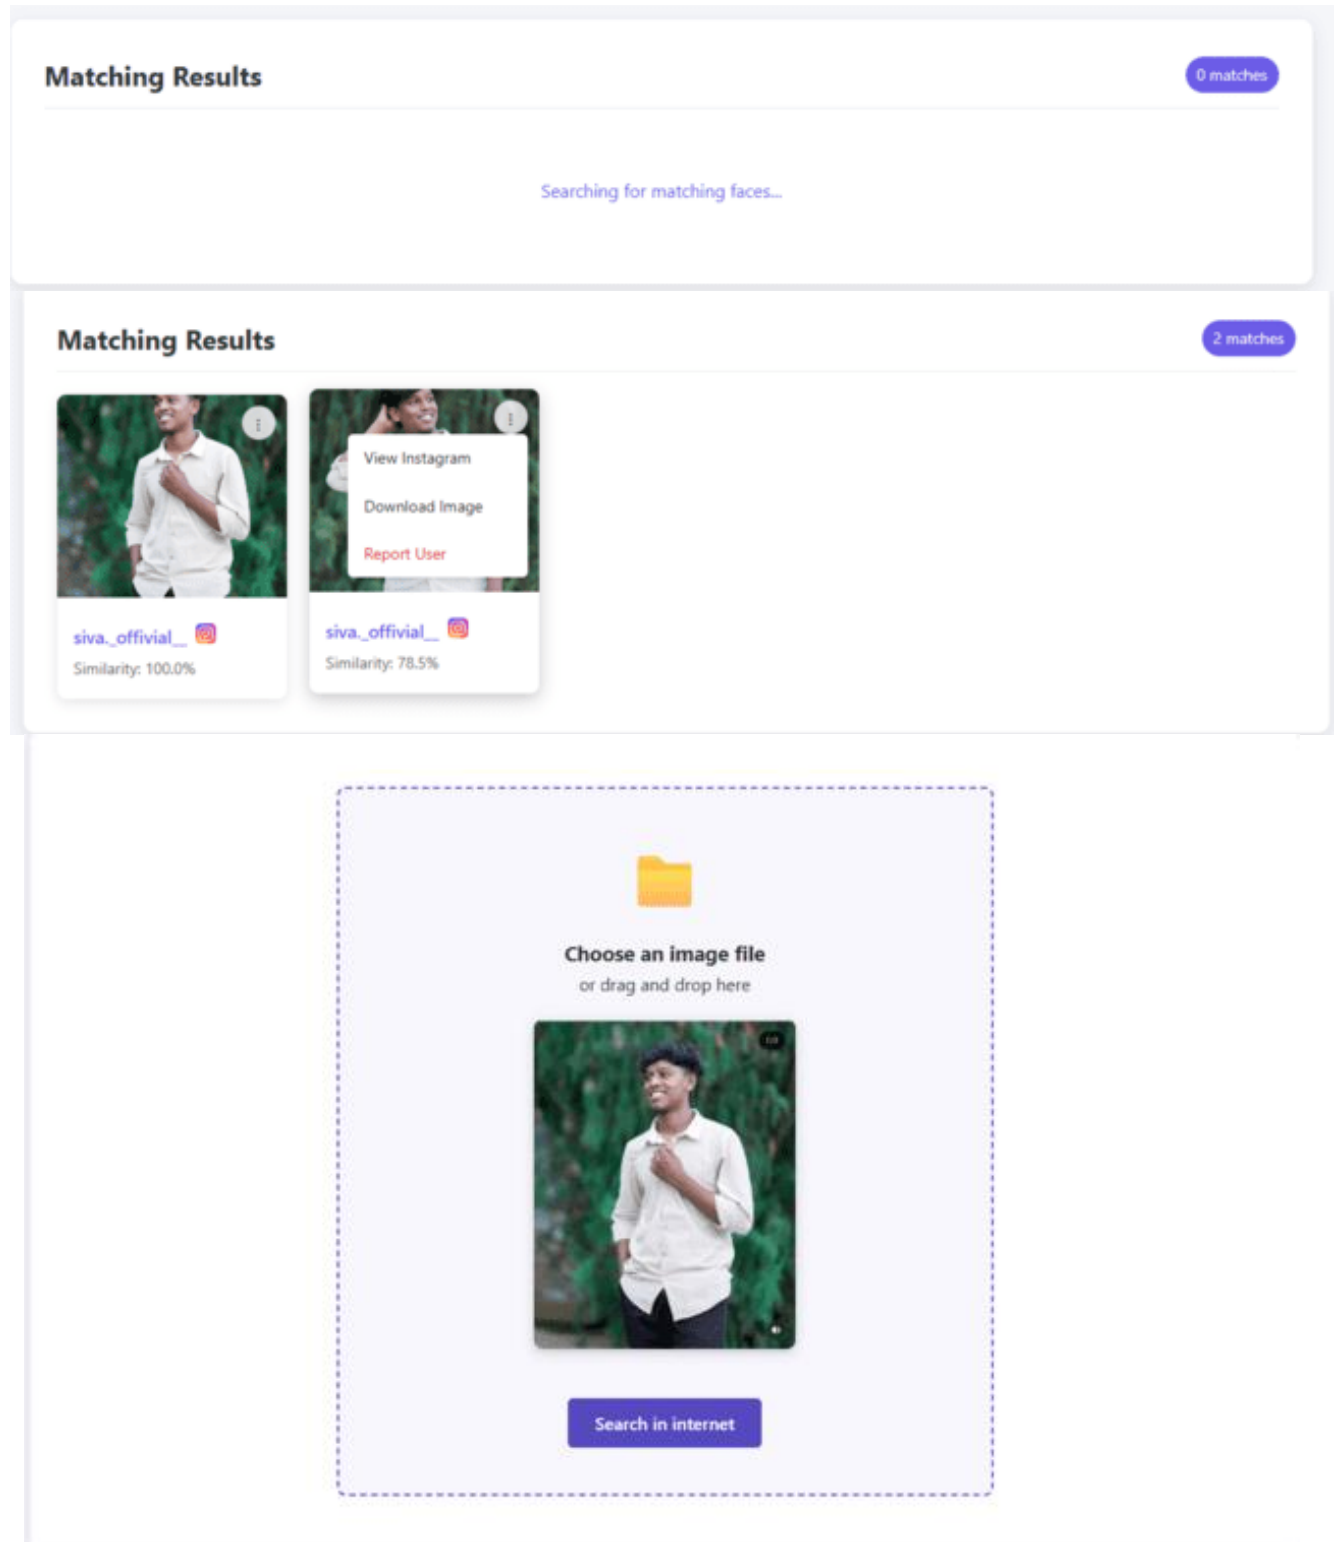 Matching Results
0 matches
Searching for matching faces...
Matching Results
2 matches
View Instagram
Download Image
Report User
siva._offivial__
Similarity: 100.0%
siva._offivial__
Similarity: 78.5%
Choose an image file
or drag and drop here
Search in internet